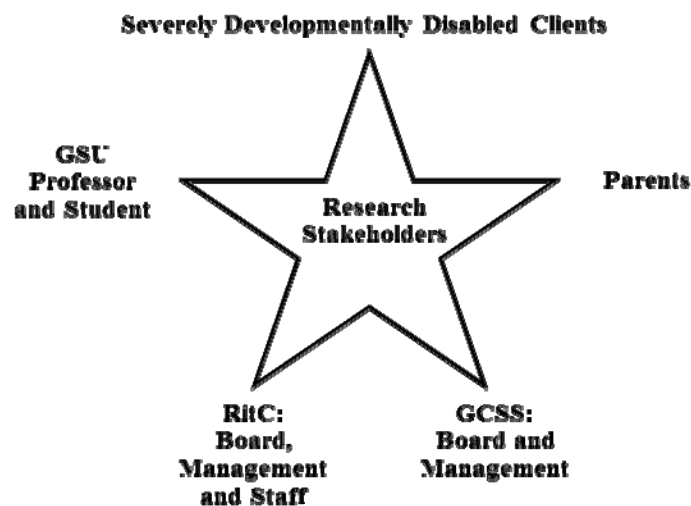 Severely Developmentally Disabled Clients
GSU
Professor
and Student
Parents
Research
Stakeholders
RitC:
Board,
Management
and Staff
GCSS:
Board and
Management